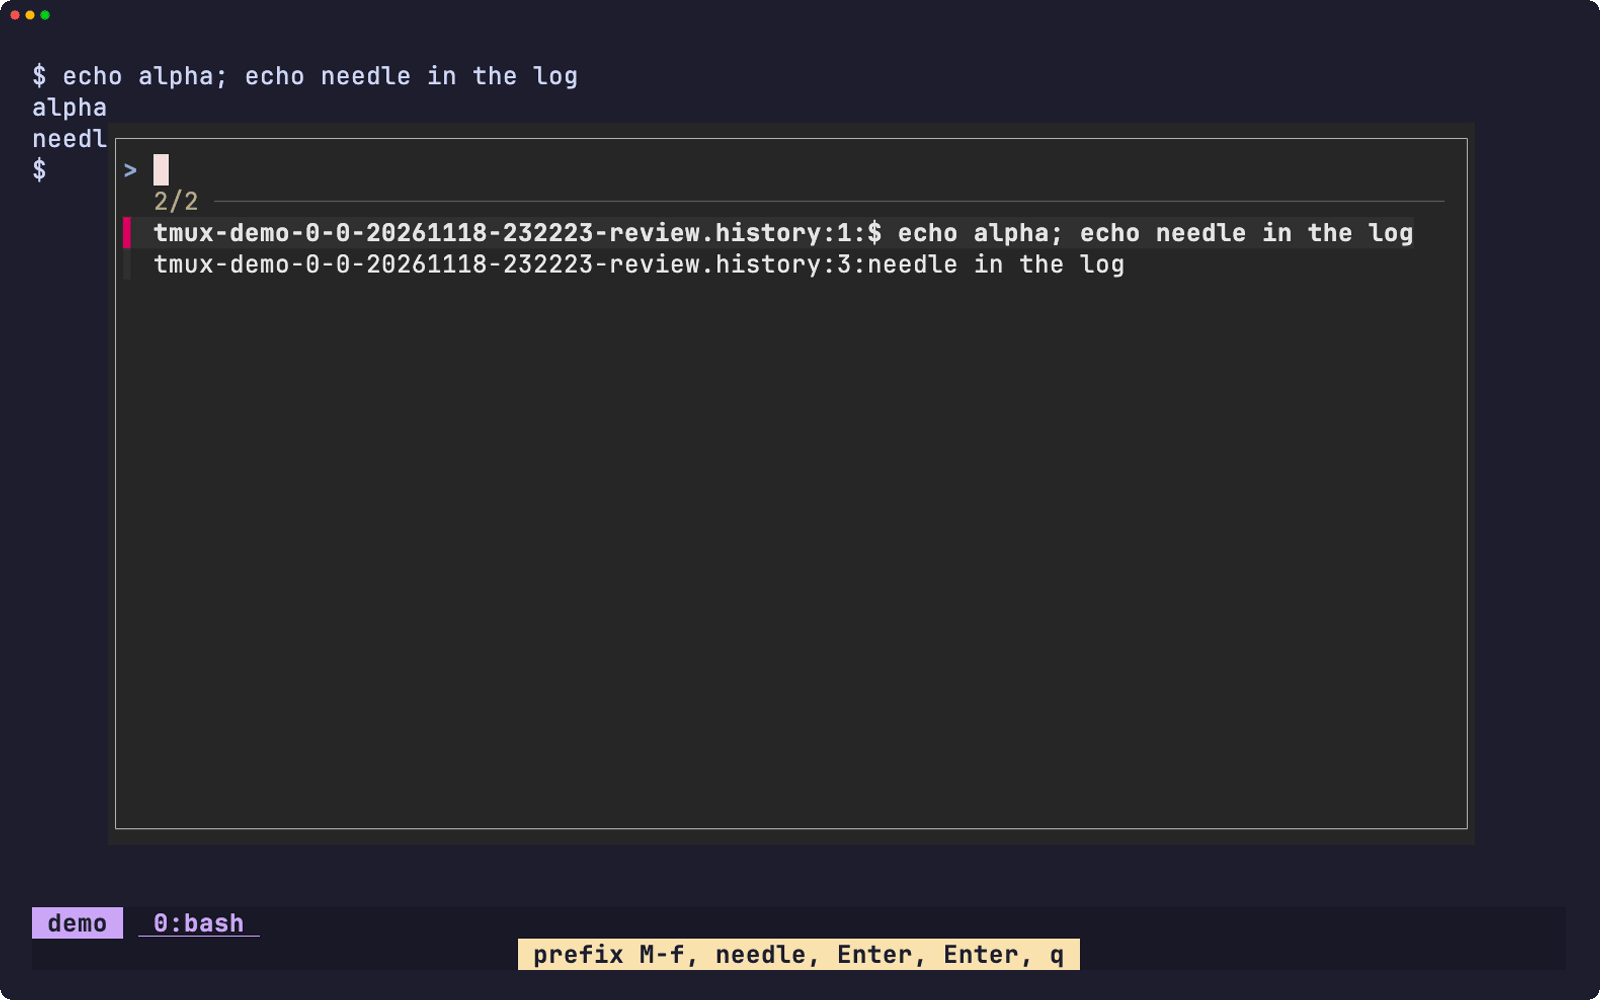 $ echo alpha; echo needle in the log
alpha
needl
$
>
2/2
tmux-demo-0-0-20261118-232223-review.history:1:$ echo alpha; echo needle in the log
tmux-demo-0-0-20261118-232223-review.history:3:needle in the log
demo 0:bash
prefix M-f, needle, Enter, Enter, q